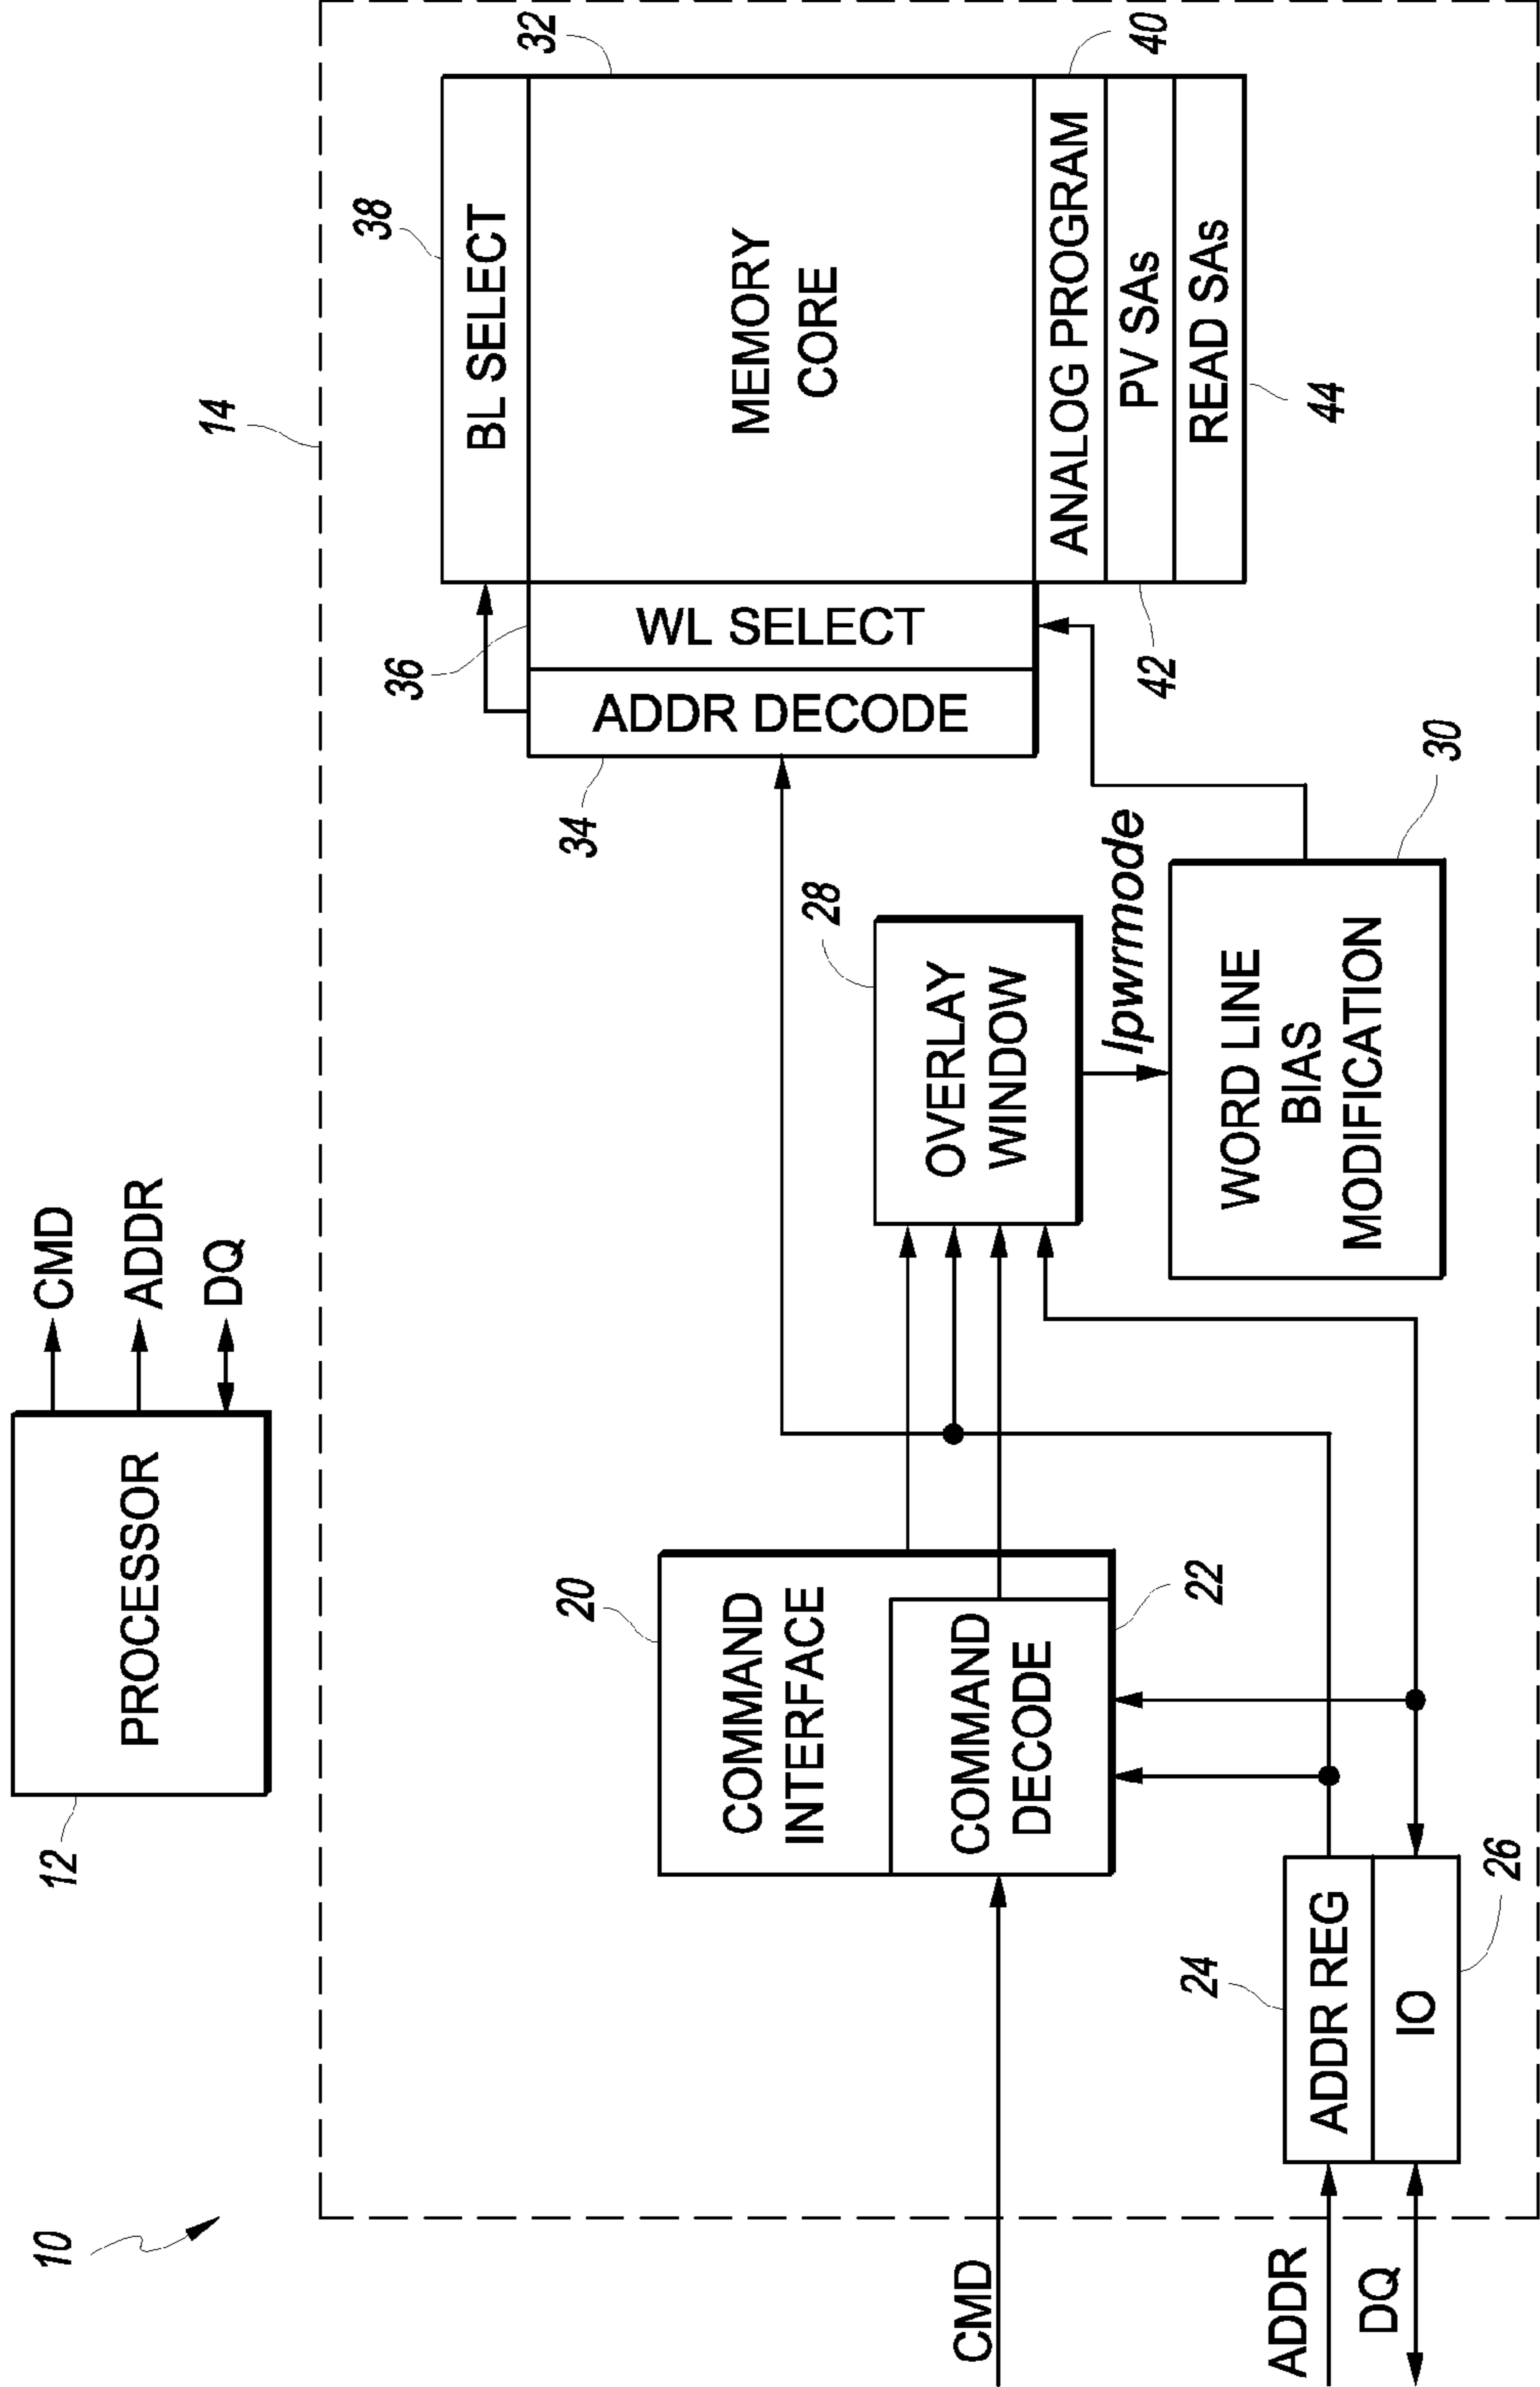 10
12
PROCESSOR
CMD
ADDR
DQ
14
CMD
ADDR
DQ
20
COMMAND
INTERFACE
COMMAND
DECODE
22
24
ADDR REG
IO
26
28
OVERLAY
WINDOW
lpwrmode
WORD LINE
BIAS
MODIFICATION
30
34
ADDR DECODE
36
WL SELECT
38
BL SELECT
32
MEMORY
CORE
40
ANALOG PROGRAM
PV SAs
42
READ SAs
44